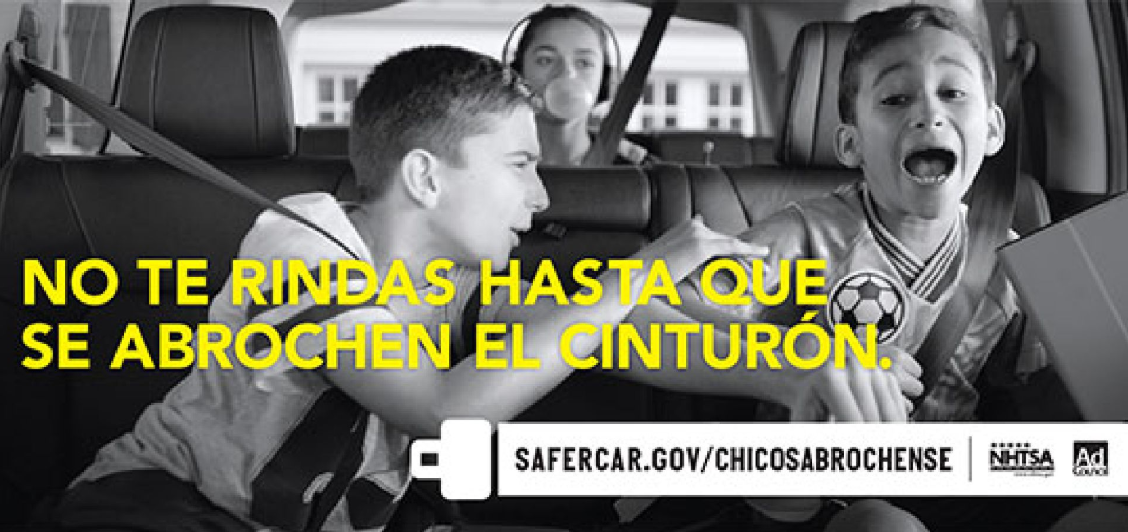 NO TE RINDAS HASTA QUE
SE ABROCHEN EL CINTURÓN.
SAFERCAR.GOV/CHICOSABROCHENSE
NHTSA
Ad
Council